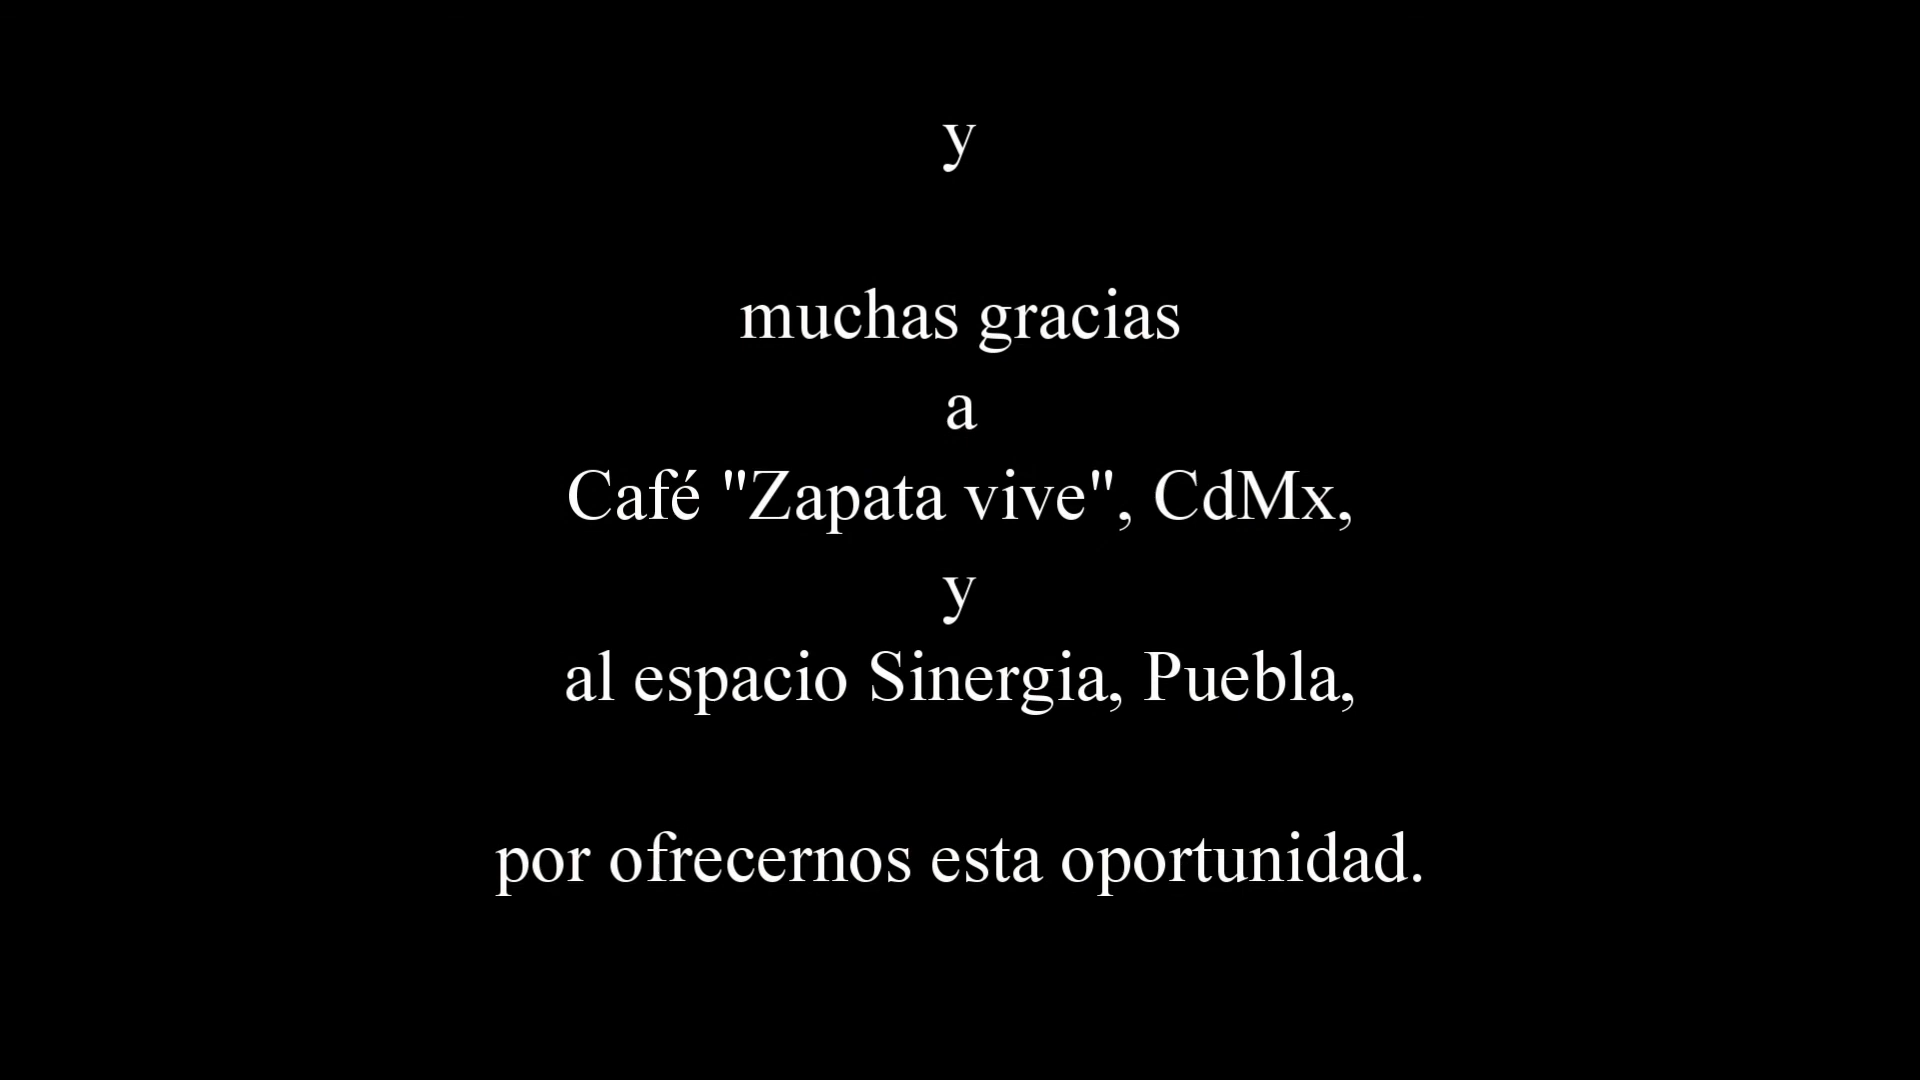 y
muchas gracias
a
Café "Zapata vive", CdMx,
y
al espacio Sinergia, Puebla,
por ofrecernos esta oportunidad.